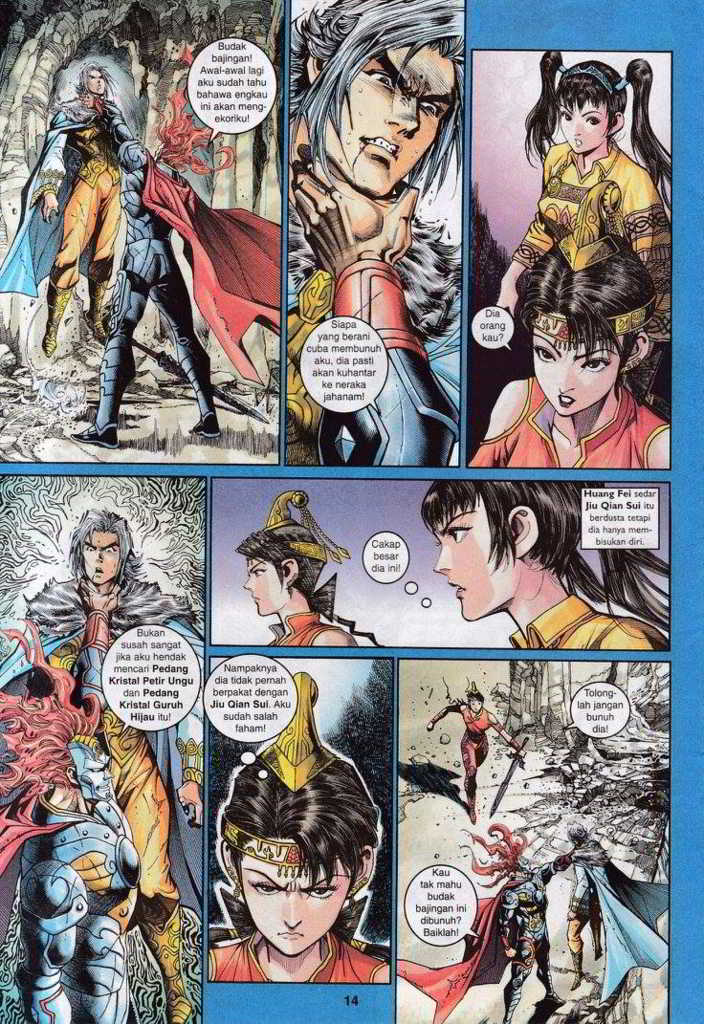 Budak
bajingan!
Awal-awal lagi
aku sudah tahu
bahawa engkau
ini akan meng-
ekoriku!
Siapa
yang berani
cuba membunuh
aku, dia pasti
akan kuhantar
ke neraka
jahanam!
Dia
orang
kau?
Bukan
susah sangat
jika aku hendak
mencari Pedang
Kristal Petir Ungu
dan Pedang
Kristal Guruh
Hijau itu!
Cakap
besar
dia ini!
Huang Fei sedar
Jiu Qian Sui itu
berdusta tetapi
dia hanya mem-
bisukan diri.
Nampaknya
dia tidak pernah
berpakat dengan
Jiu Qian Sui. Aku
sudah salah
faham!
Tolong-
lah jangan
bunuh
dia!
Kau
tak mahu
budak
bajingan ini
dibunuh?
Baiklah!
14